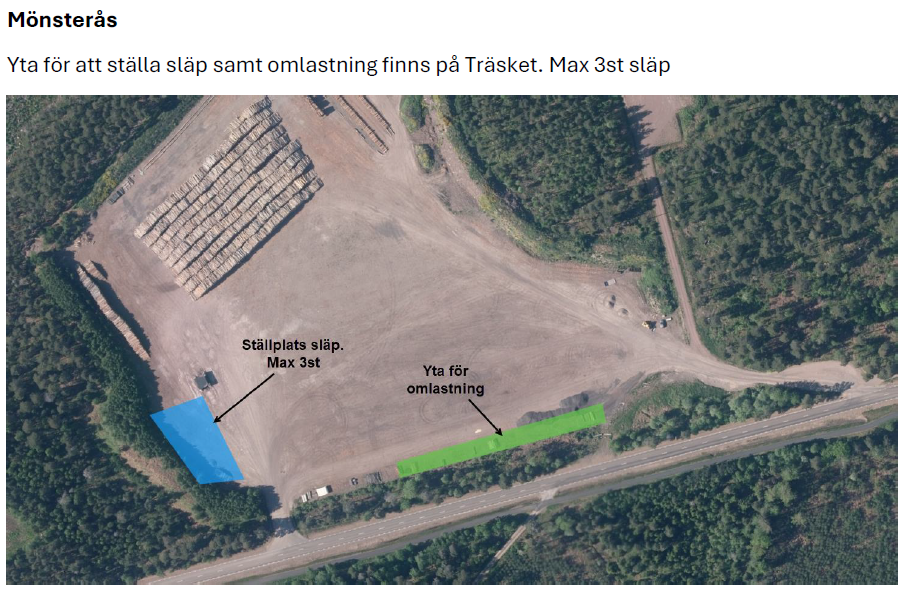 Mönsterås
Yta för att ställa släp samt omlastning finns på Träsket. Max 3st släp
Ställplats släp.
Max 3st
Yta för
omlastning